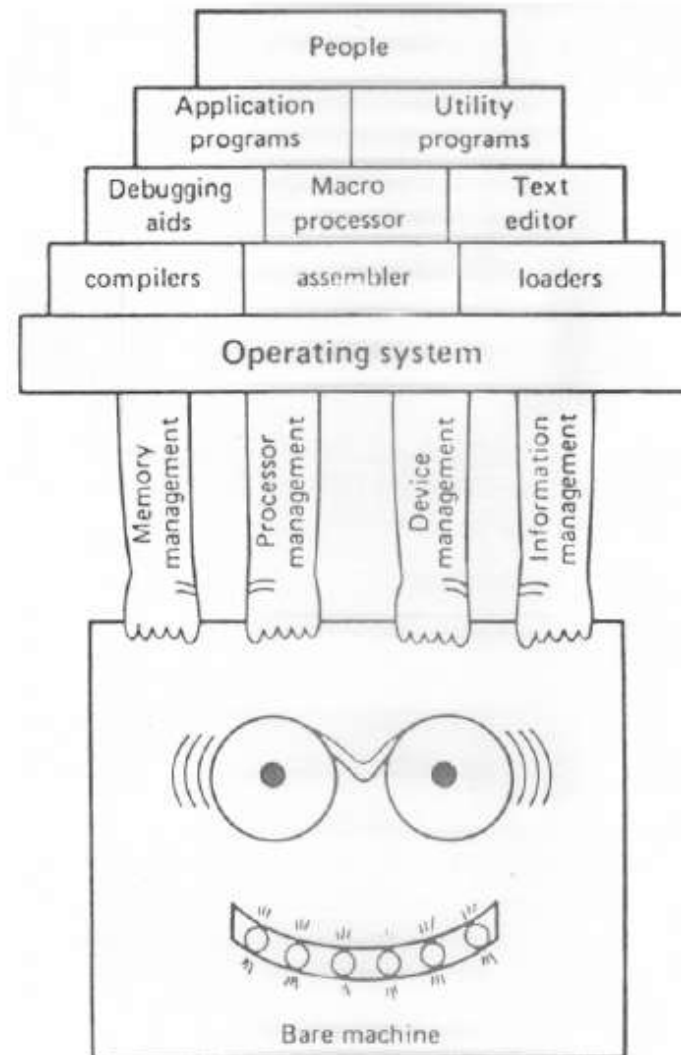 People
Application programs
Utility programs
Debugging aids
Macro processor
Text editor
compilers
assembler
loaders
Operating system
Memory management
Processor management
Device management
Information management
Bare machine